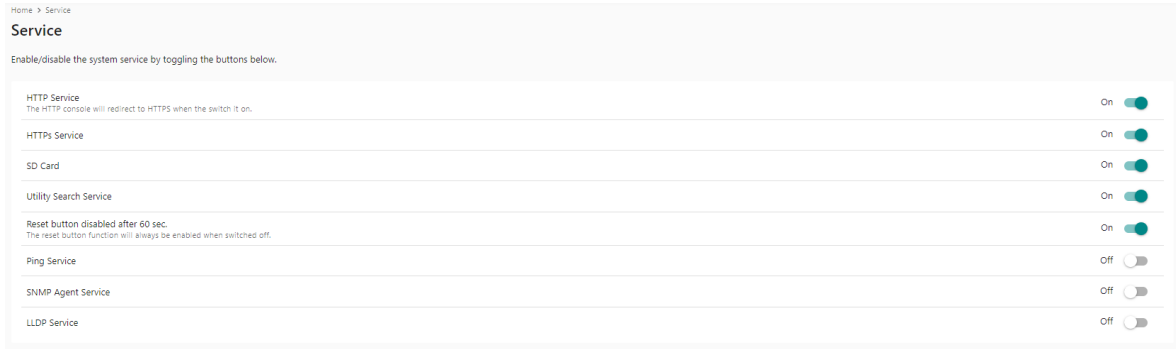 Home > Service
Service
Enable/disable the system service by toggling the buttons below.
HTTP Service
The HTTP console will redirect to HTTPS when the switch it on.
On
HTTPs Service
On
SD Card
On
Utility Search Service
On
Reset button disabled after 60 sec.
The reset button function will always be enabled when switched off.
On
Ping Service
Off
SNMP Agent Service
Off
LLDP Service
Off